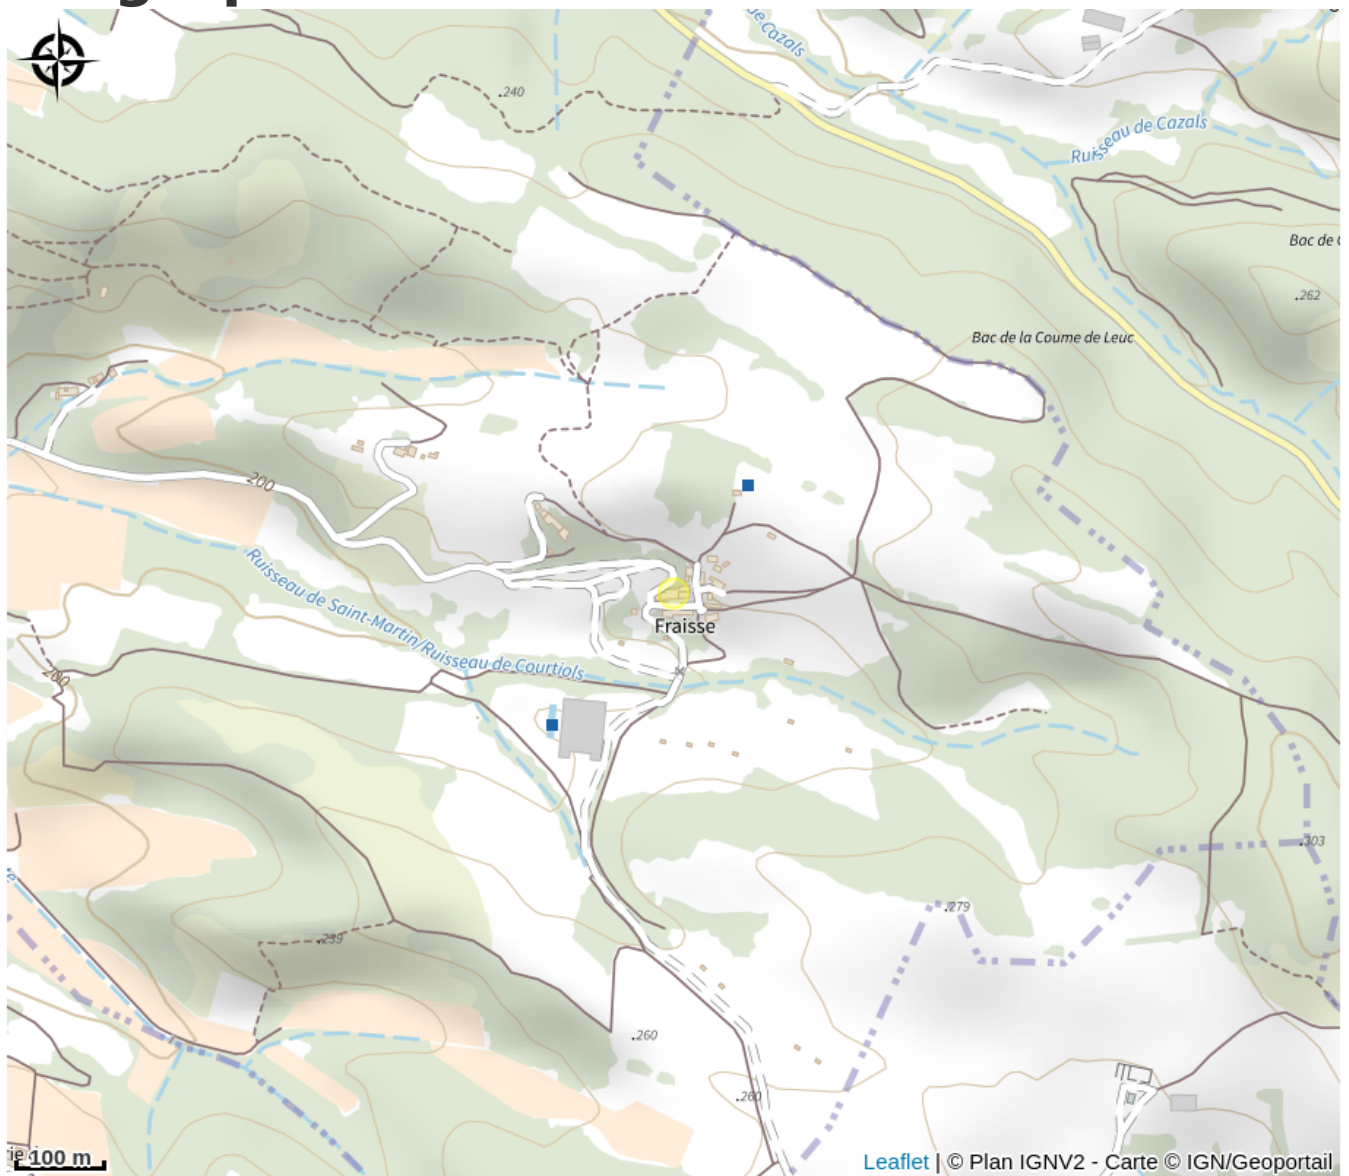 de Cazals
.240
Ruisseau de Cazals
Bac de
.262
Bac de la Coume de Leuc
200
Ruisseau de Saint-Martin/Ruisseau de Courtiols
Fraisse
200
.303
.279
.239
.260
.260
100 m
Leaflet | © Plan IGNV2 - Carte © IGN/Geoportail